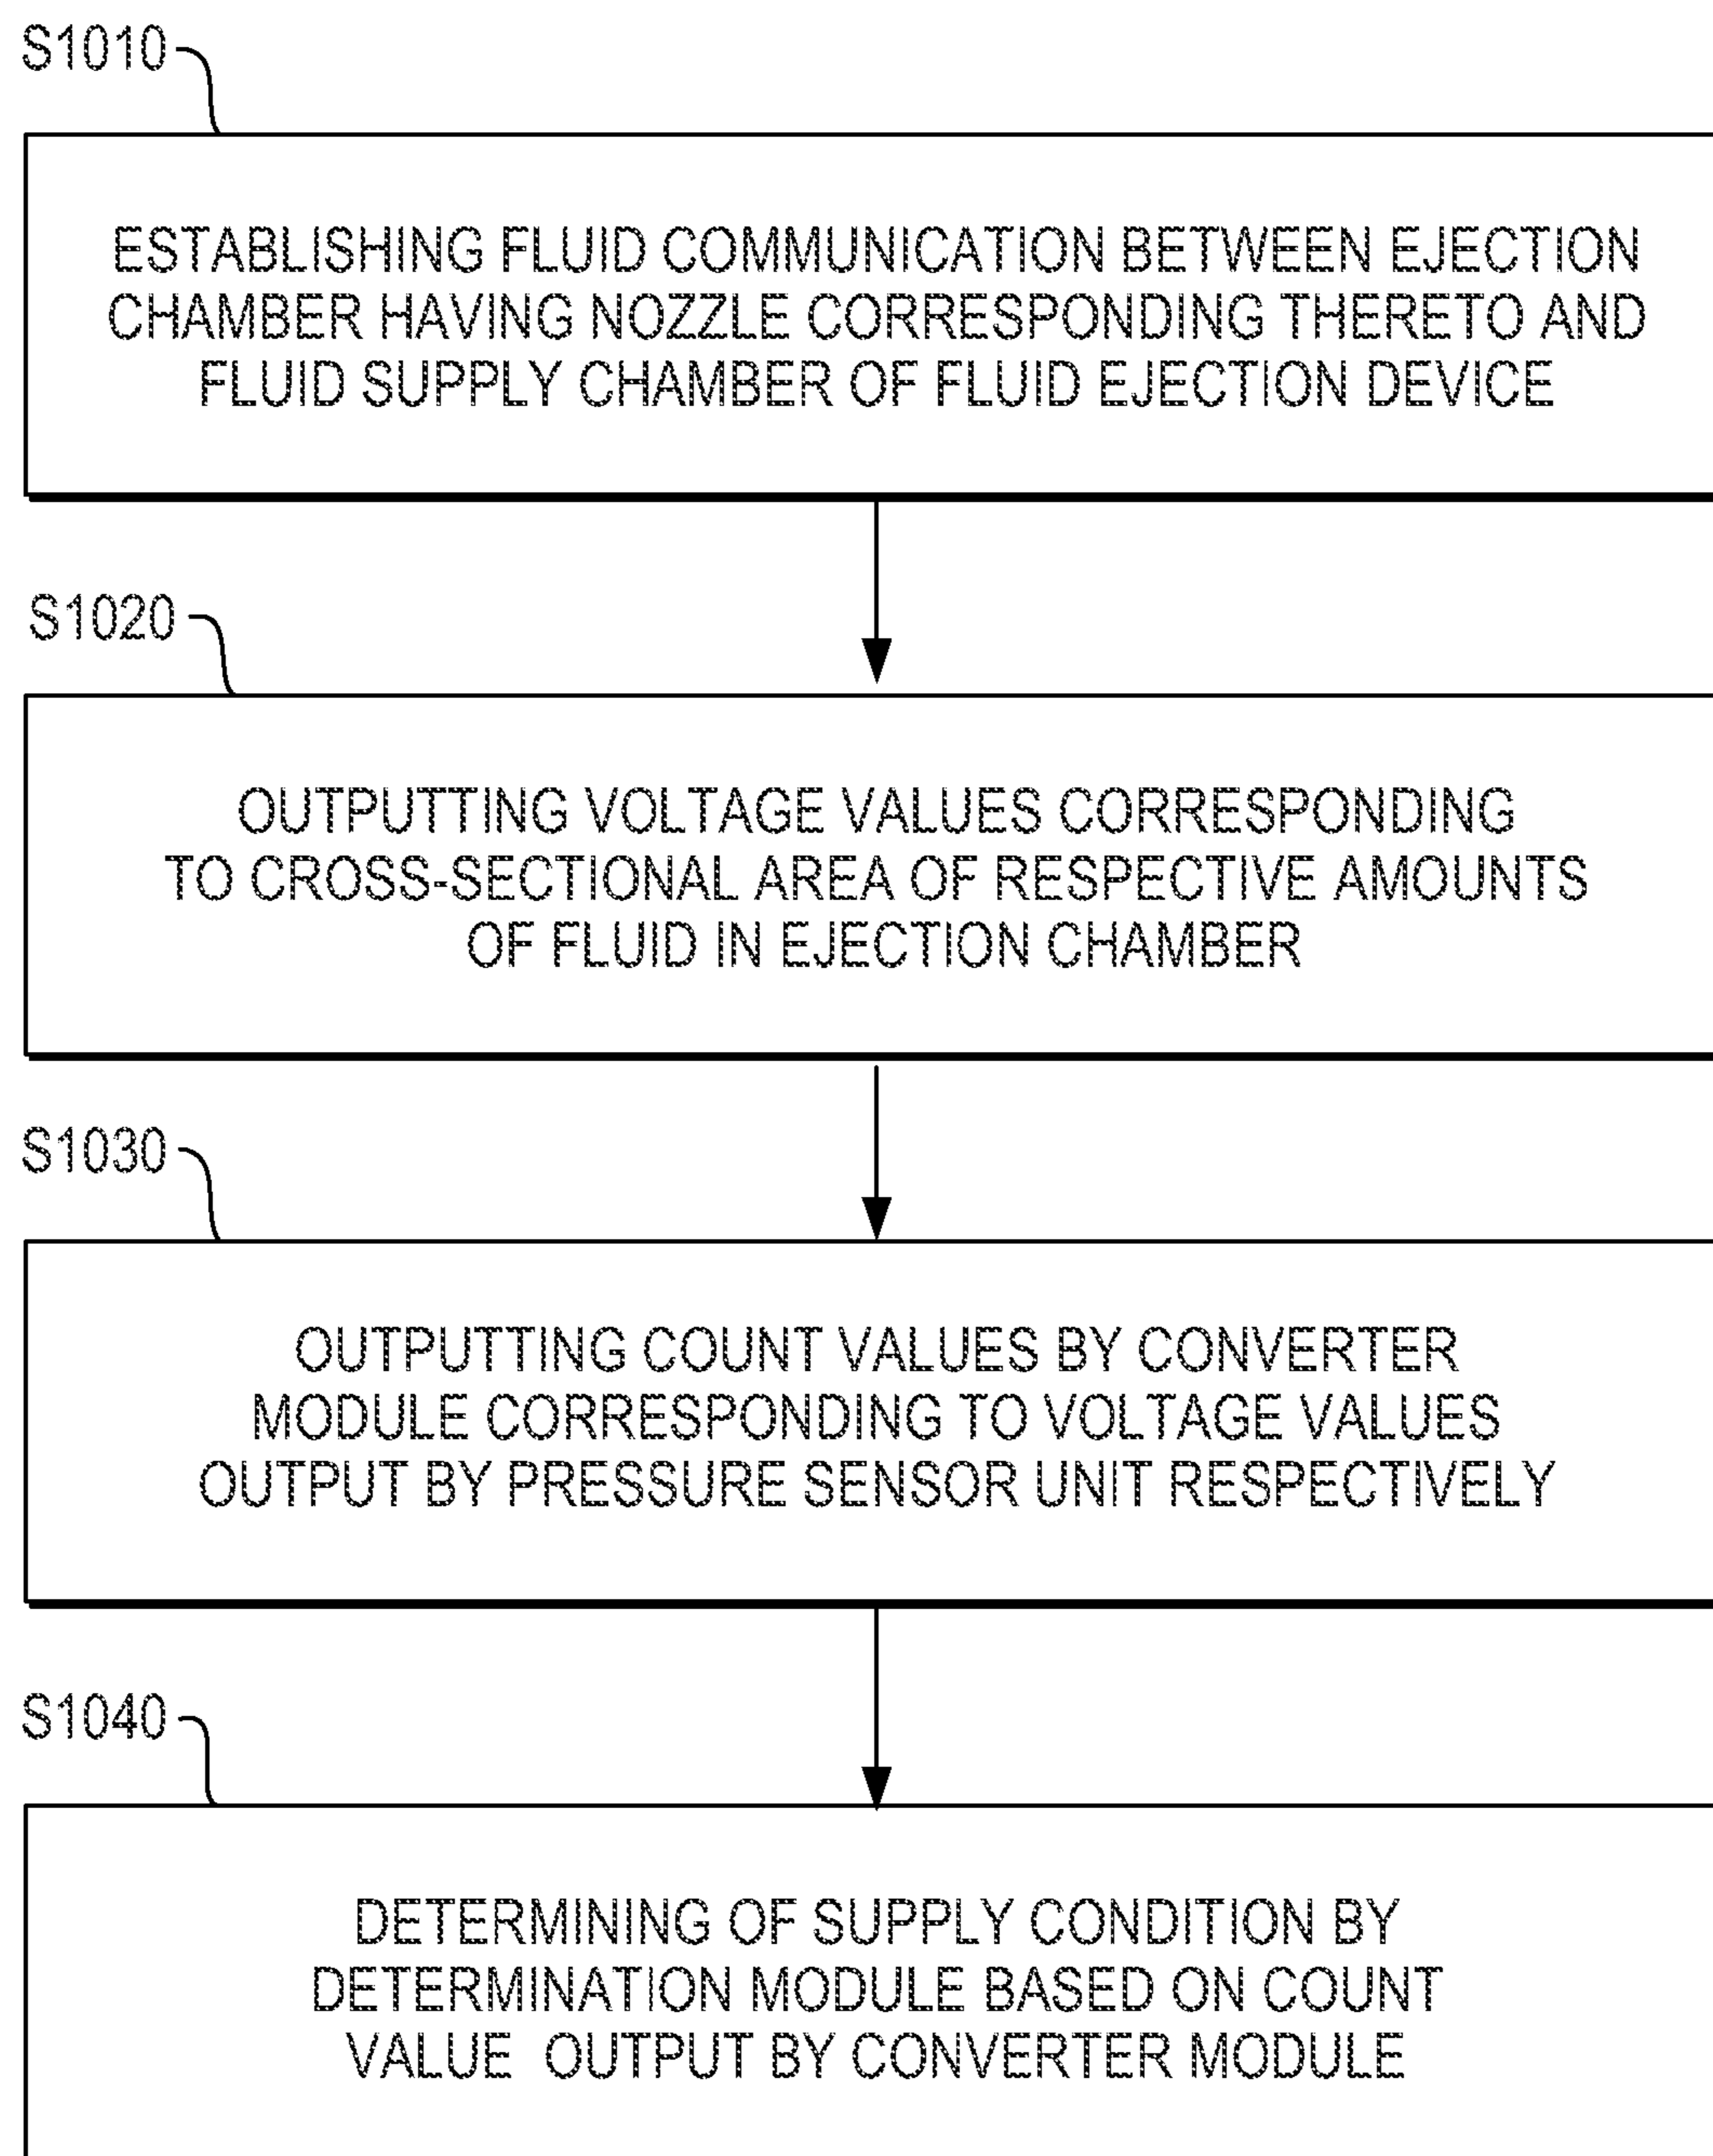 S1010
ESTABLISHING FLUID COMMUNICATION BETWEEN EJECTION
CHAMBER HAVING NOZZLE CORRESPONDING THERETO AND
FLUID SUPPLY CHAMBER OF FLUID EJECTION DEVICE
S1020
OUTPUTTING VOLTAGE VALUES CORRESPONDING
TO CROSS-SECTIONAL AREA OF RESPECTIVE AMOUNTS
OF FLUID IN EJECTION CHAMBER
S1030
OUTPUTTING COUNT VALUES BY CONVERTER
MODULE CORRESPONDING TO VOLTAGE VALUES
OUTPUT BY PRESSURE SENSOR UNIT RESPECTIVELY
S1040
DETERMINING OF SUPPLY CONDITION BY
DETERMINATION MODULE BASED ON COUNT
VALUE OUTPUT BY CONVERTER MODULE